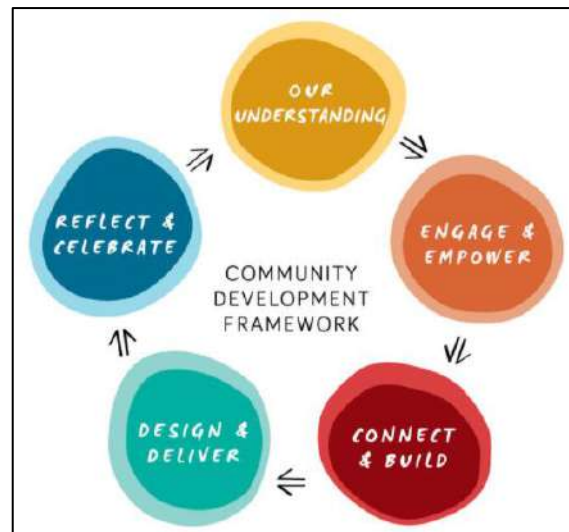 OUR
UNDERSTANDING
ENGAGE &
EMPOWER
CONNECT
& BUILD
DESIGN &
DELIVER
REFLECT &
CELEBRATE
COMMUNITY
DEVELOPMENT
FRAMEWORK